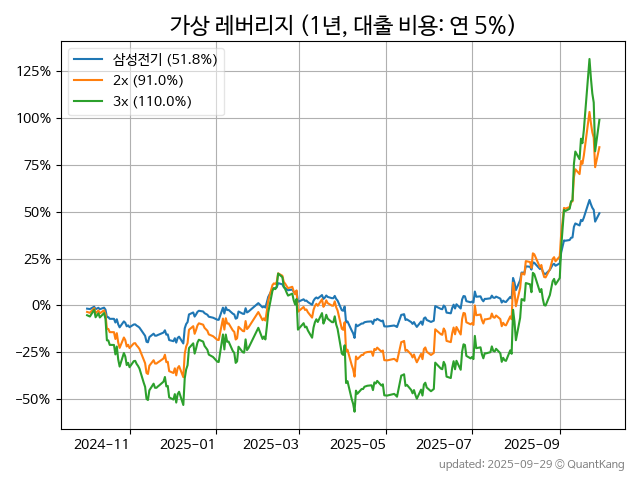 가상 레버리지 (1년, 대출 비용: 연 5%)
삼성전기 (51.8%)
2x (91.0%)
3x (110.0%)
125%
100%
75%
50%
25%
0%
−25%
−50%
2024-11
2025-01
2025-03
2025-05
2025-07
2025-09
updated: 2025-09-29 © QuantKang